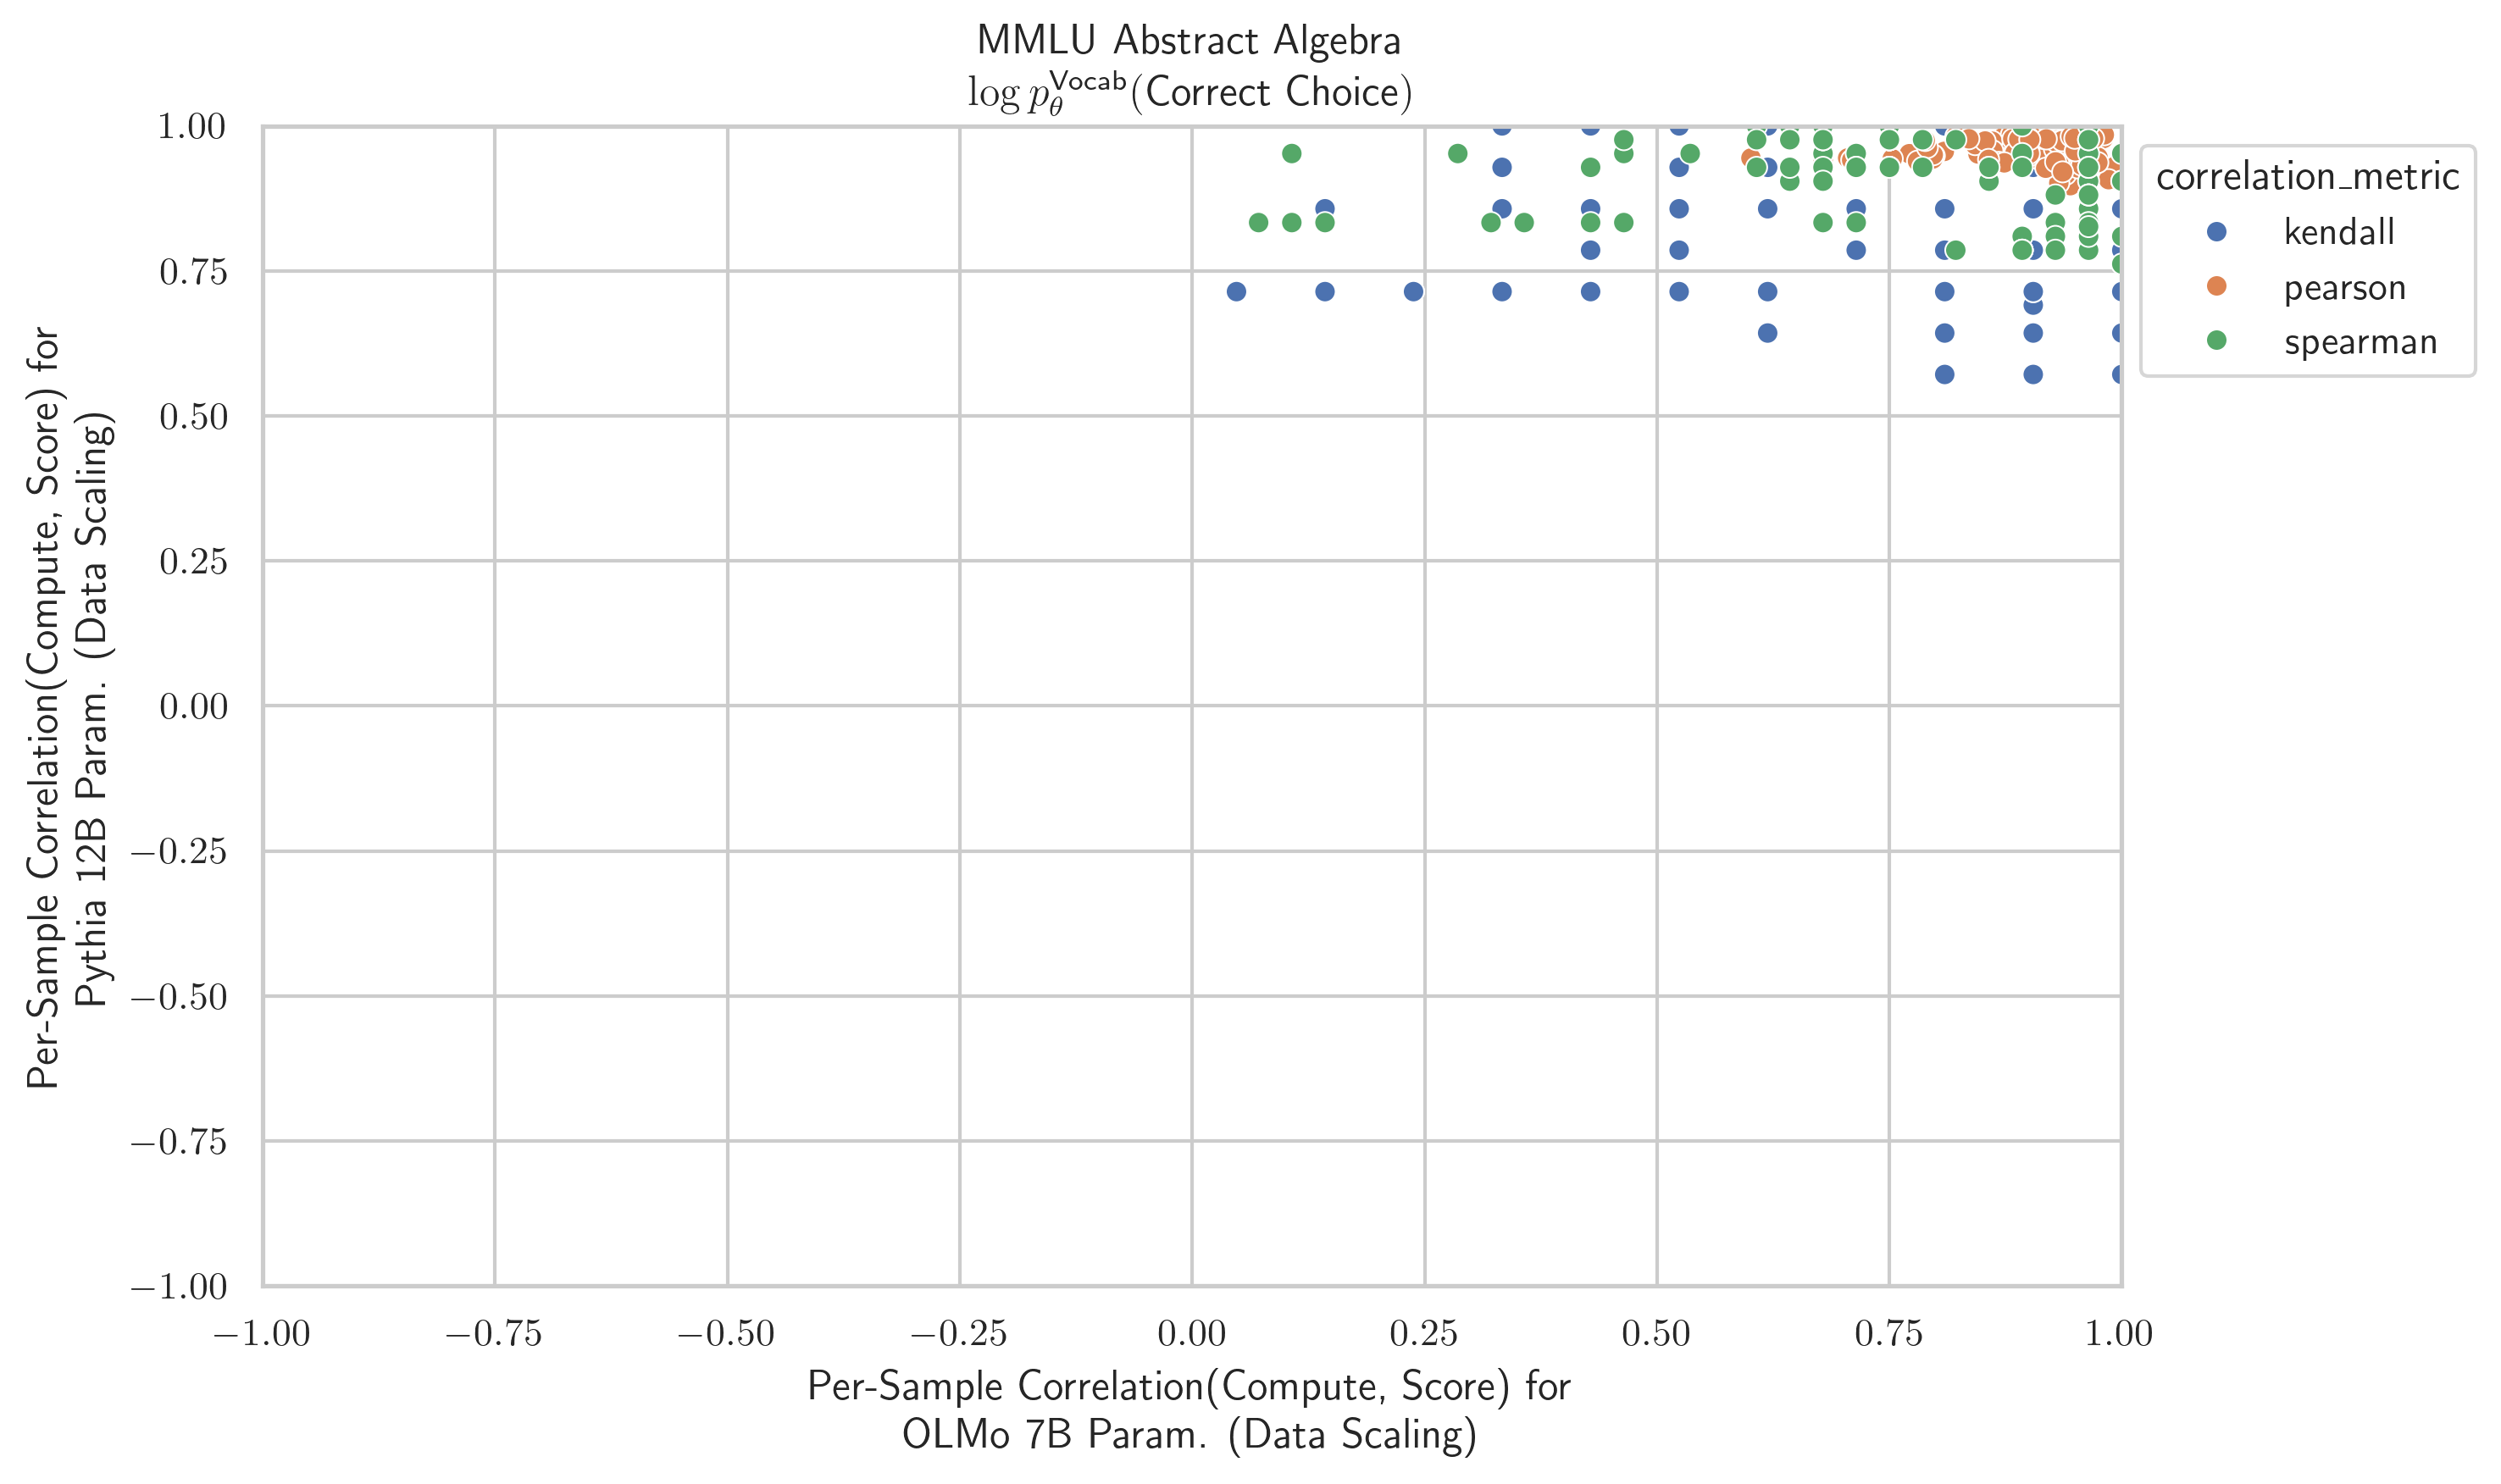 MMLU Abstract Algebra
log p_θ^Vocab(Correct Choice)
Per-Sample Correlation(Compute, Score) for
Pythia 12B Param. (Data Scaling)
1.00
0.75
0.50
0.25
0.00
−0.25
−0.50
−0.75
−1.00
−1.00 −0.75 −0.50 −0.25 0.00 0.25 0.50 0.75 1.00
Per-Sample Correlation(Compute, Score) for
OLMo 7B Param. (Data Scaling)
correlation_metric
kendall
pearson
spearman